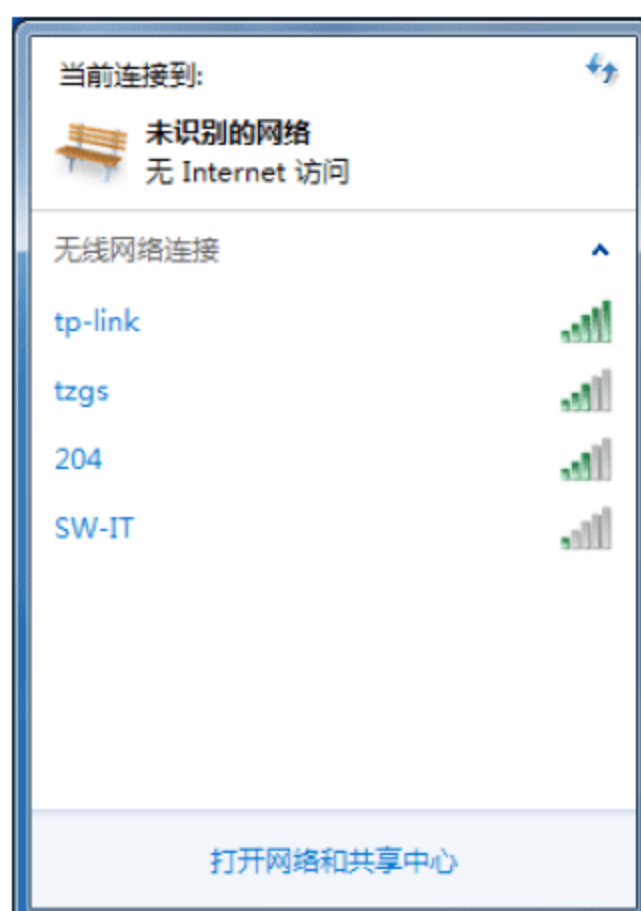 当前连接到:
未识别的网络
无 Internet 访问
无线网络连接
tp-link
tzgs
204
SW-IT
打开网络和共享中心